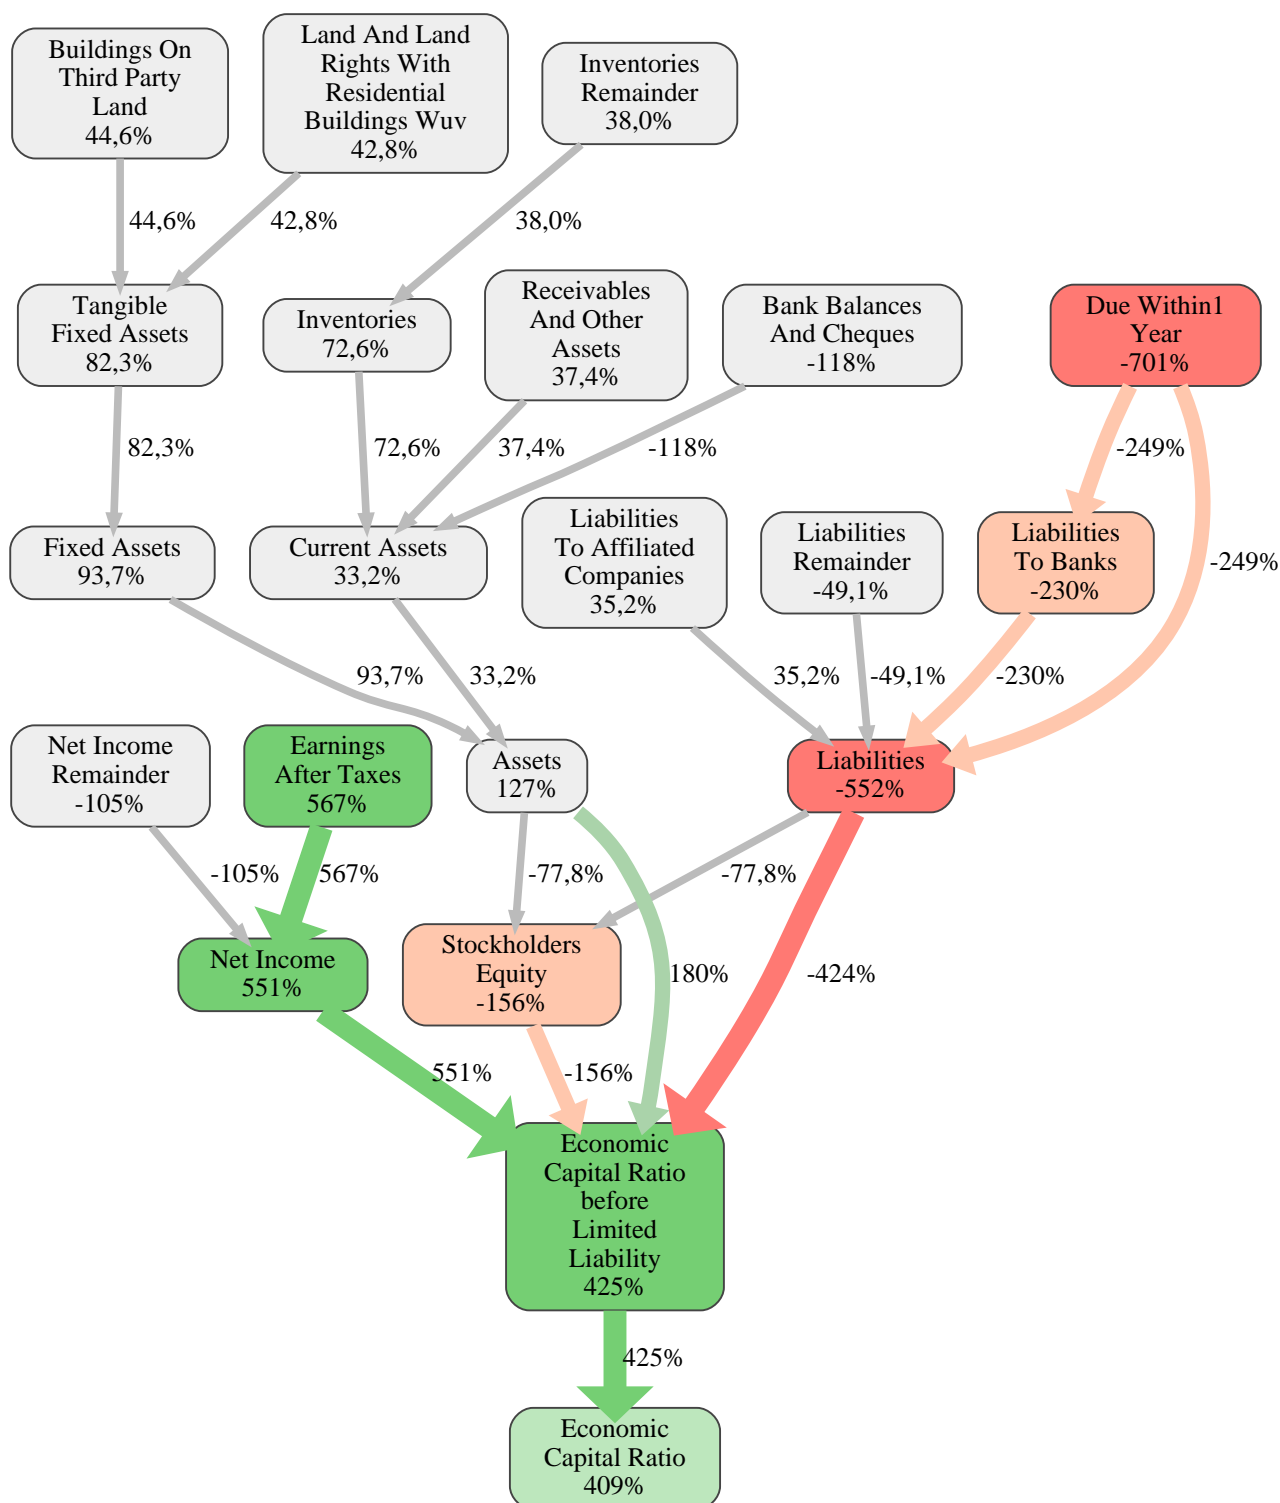 Buildings On
Third Party
Land
44,6%
Land And Land
Rights With
Residential
Buildings Wuv
42,8%
Inventories
Remainder
38,0%
44,6%
42,8%
38,0%
Tangible
Fixed Assets
82,3%
Inventories
72,6%
Receivables
And Other
Assets
37,4%
Bank Balances
And Cheques
-118%
Due Within1
Year
-701%
82,3%
72,6%
37,4%
-118%
-249%
Fixed Assets
93,7%
Current Assets
33,2%
Liabilities
To Affiliated
Companies
35,2%
Liabilities
Remainder
-49,1%
Liabilities
To Banks
-230%
-249%
93,7%
33,2%
35,2%
-49,1%
-230%
Net Income
Remainder
-105%
Earnings
After Taxes
567%
Assets
127%
Liabilities
-552%
-105%
567%
-77,8%
-77,8%
Net Income
551%
Stockholders
Equity
-156%
180%
-424%
551%
-156%
Economic
Capital Ratio
before
Limited
Liability
425%
425%
Economic
Capital Ratio
409%